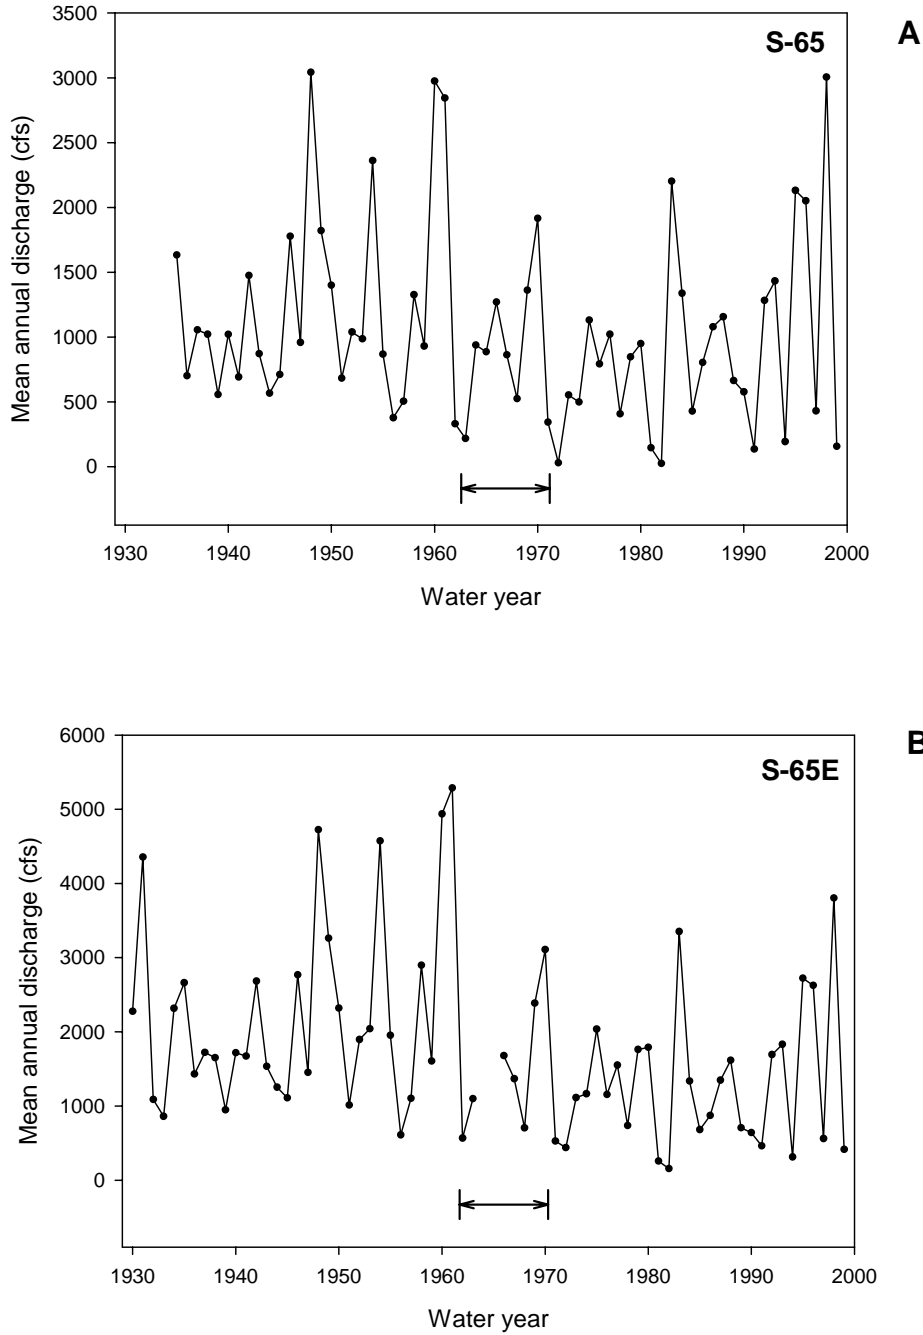 A
S-65
3500
3000
2500
2000
1500
1000
500
0
Mean annual discharge (cfs)
1930 1940 1950 1960 1970 1980 1990 2000
Water year
B
S-65E
6000
5000
4000
3000
2000
1000
0
Mean annual discharge (cfs)
1930 1940 1950 1960 1970 1980 1990 2000
Water year